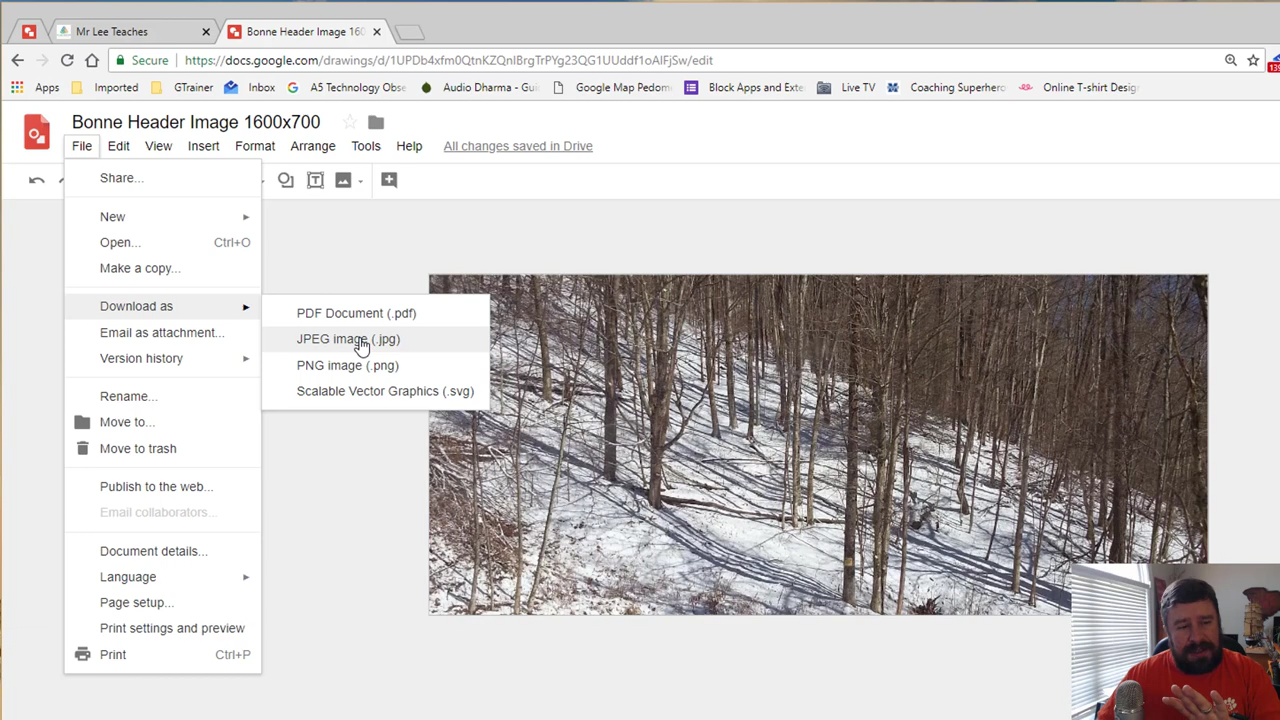 Mr Lee Teaches
Bonne Header Image 160
Secure
https://docs.google.com/drawings/d/1UPDb4xfm0QtnKZQnIBrgTrPYg23QG1UUddf1oAlFjSw/edit
Apps
Imported
GTrainer
Inbox
A5 Technology Obse
Audio Dharma - Gui
Google Map Pedom
Block Apps and Exte
Live TV
Coaching Superhero
Online T-shirt Desig
Bonne Header Image 1600x700
File Edit View Insert Format Arrange Tools Help All changes saved in Drive
Share...
New
Open... Ctrl+O
Make a copy...
Download as
PDF Document (.pdf)
JPEG image (.jpg)
PNG image (.png)
Scalable Vector Graphics (.svg)
Email as attachment...
Version history
Rename...
Move to...
Move to trash
Publish to the web...
Email collaborators...
Document details...
Language
Page setup...
Print settings and preview
Print Ctrl+P